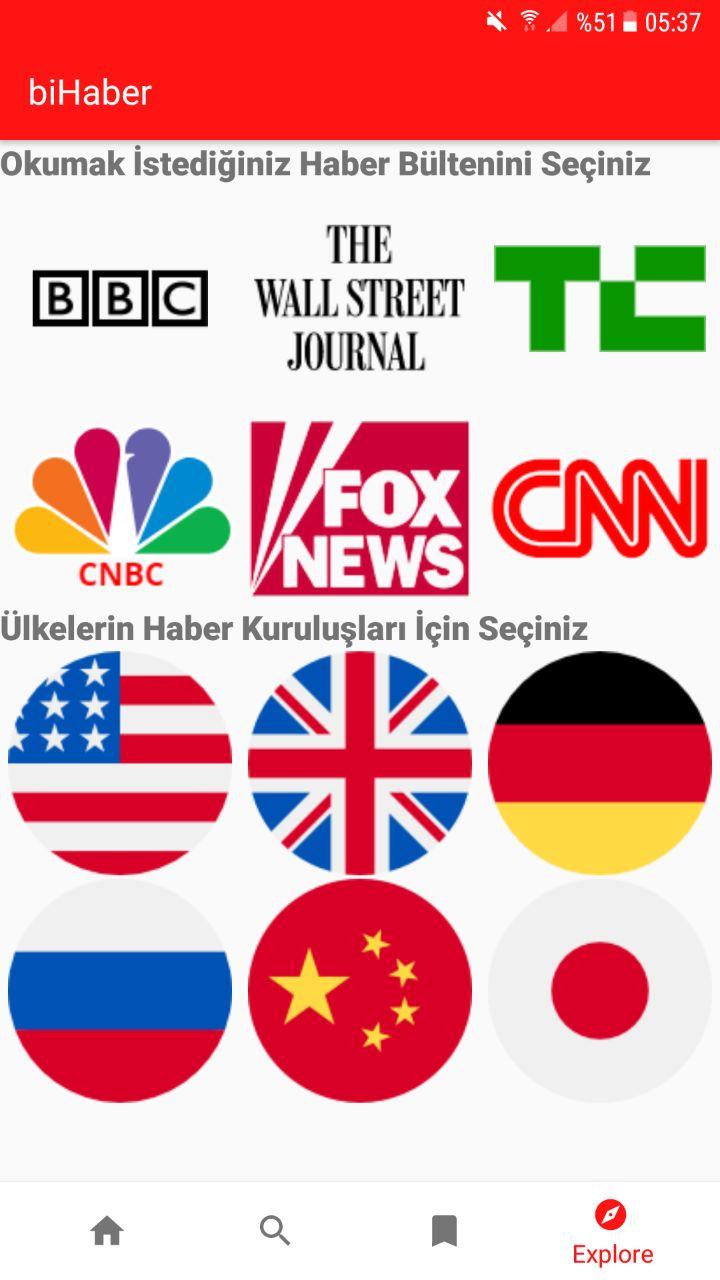 %51 05:37
biHaber
Okumak İstediğiniz Haber Bültenini Seçiniz
BBC
THE
WALL STREET
JOURNAL
TC
CNBC
FOX
NEWS
CNN
Ülkelerin Haber Kuruluşları İçin Seçiniz
Explore